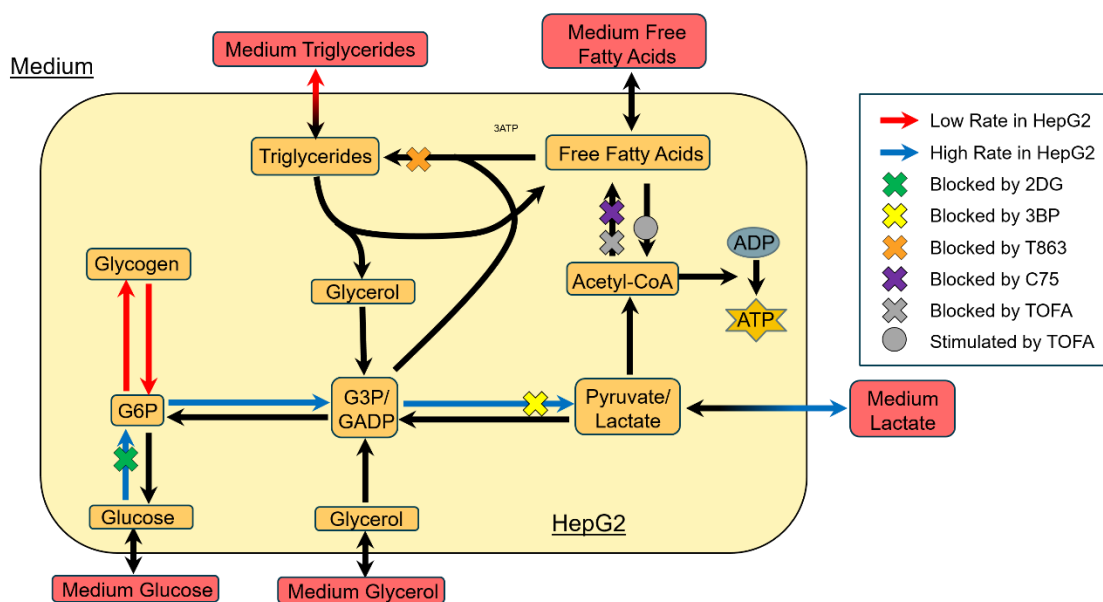 Medium Triglycerides
Medium Free
Fatty Acids
Medium
3ATP
Triglycerides
Free Fatty Acids
Low Rate in HepG2
High Rate in HepG2
Blocked by 2DG
Blocked by 3BP
Blocked by T863
Blocked by C75
Blocked by TOFA
Stimulated by TOFA
ADP
Glycogen
Glycerol
Acetyl-CoA
ATP
G6P
G3P/
GADP
Pyruvate/
Lactate
Medium
Lactate
Glucose
Glycerol
HepG2
Medium Glucose
Medium Glycerol